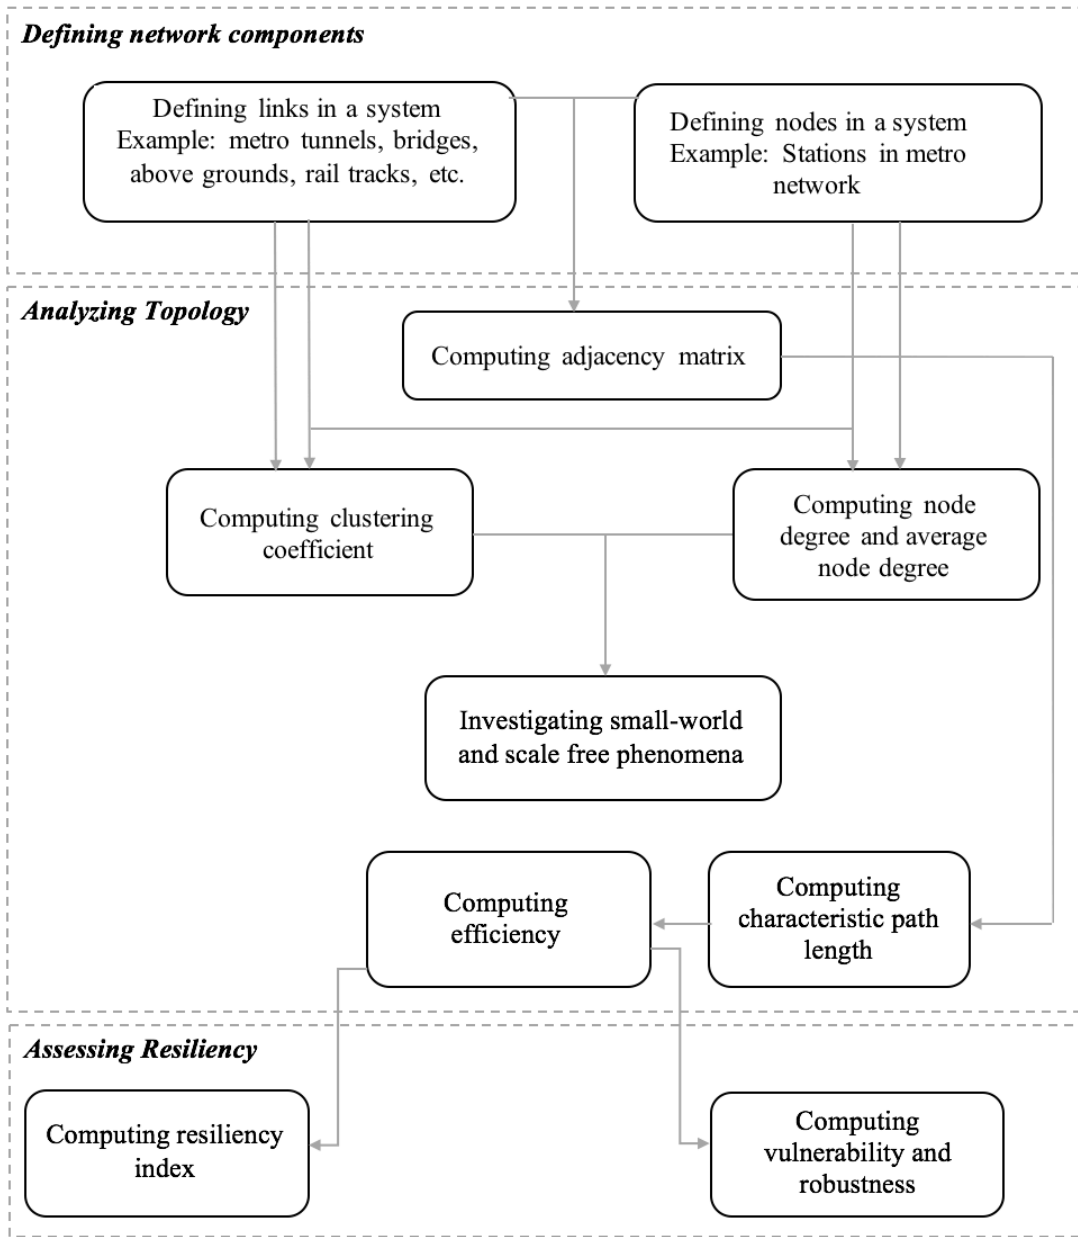 Defining network components
Defining links in a system
Example: metro tunnels, bridges,
above grounds, rail tracks, etc.
Defining nodes in a system
Example: Stations in metro
network
Analyzing Topology
Computing adjacency matrix
Computing clustering
coefficient
Computing node
degree and average
node degree
Investigating small-world
and scale free phenomena
Computing
efficiency
Computing
characteristic path
length
Assessing Resiliency
Computing resiliency
index
Computing
vulnerability and
robustness